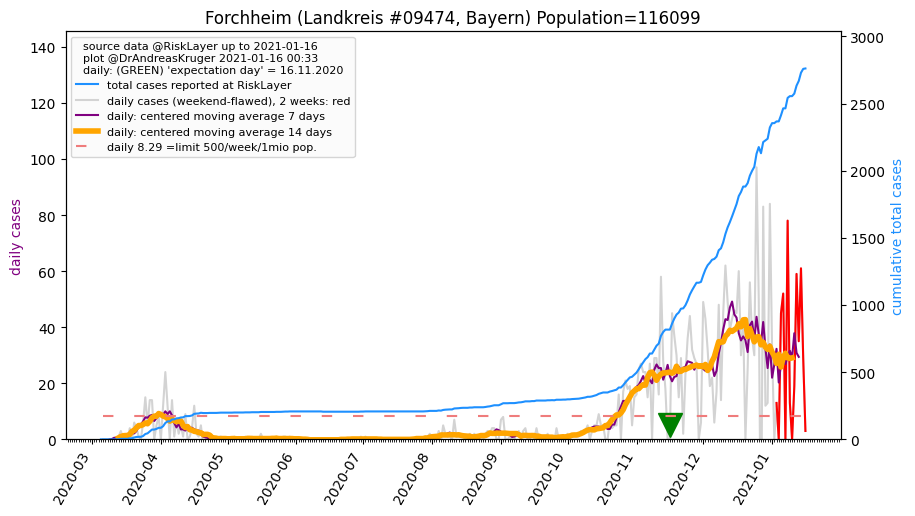 Forchheim (Landkreis #09474, Bayern) Population=116099
source data @RiskLayer up to 2021-01-16
plot @DrAndreasKruger 2021-01-16 00:33
daily: (GREEN) 'expectation day' = 16.11.2020
total cases reported at RiskLayer
daily cases (weekend-flawed), 2 weeks: red
daily: centered moving average 7 days
daily: centered moving average 14 days
daily 8.29 =limit 500/week/1mio pop.
daily cases
140
120
100
80
60
40
20
0
3000
2500
2000
1500
1000
500
0
cumulative total cases
2020-03
2020-04
2020-05
2020-06
2020-07
2020-08
2020-09
2020-10
2020-11
2020-12
2021-01